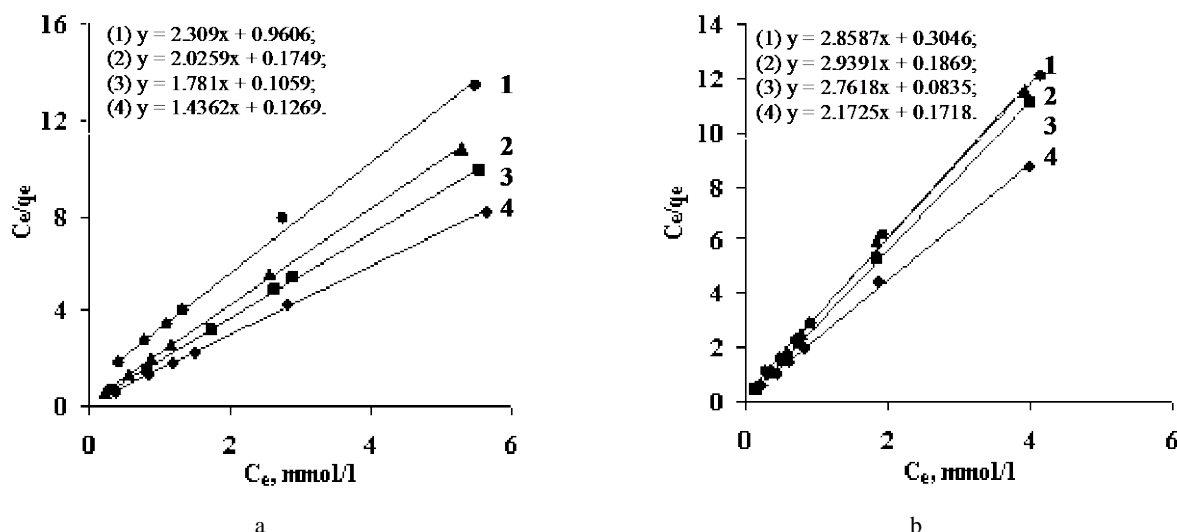 16
(1) y = 2.309x + 0.9606;
(2) y = 2.0259x + 0.1749;
(3) y = 1.781x + 0.1059;
(4) y = 1.4362x + 0.1269.
12
8
4
0
Ce/qe
1
2
3
4
0 2 4 6
Ce, mmol/l
a
14
(1) y = 2.8587x + 0.3046;
(2) y = 2.9391x + 0.1869;
(3) y = 2.7618x + 0.0835;
(4) y = 2.1725x + 0.1718.
12
10
8
6
4
2
0
Ce/qe
1
2
3
4
0 2 4 6
Ce, mmol/l
b